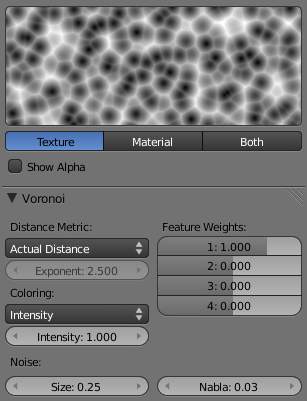 Texture Material Both
Show Alpha
Voronoi
Distance Metric: Feature Weights:
Actual Distance 1: 1.000
Exponent: 2.500 2: 0.000
Coloring: 3: 0.000
Intensity 4: 0.000
Intensity: 1.000
Noise:
Size: 0.25 Nabla: 0.03